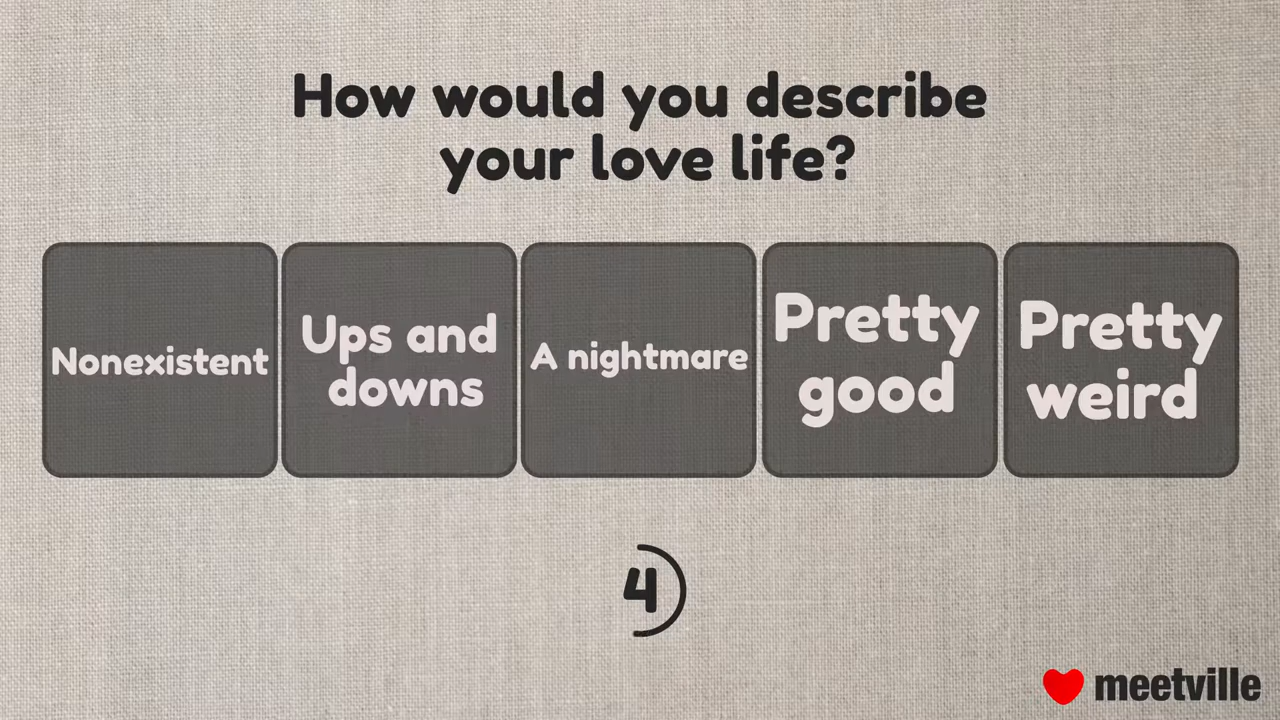 How would you describe
your love life?
Nonexistent
Ups and
downs
A nightmare
Pretty
good
Pretty
weird
4
meetville